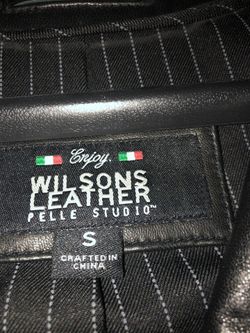 Enjoy.
WILSONS
LEATHER
PELLE STUDIO™
S
CRAFTED IN
CHINA